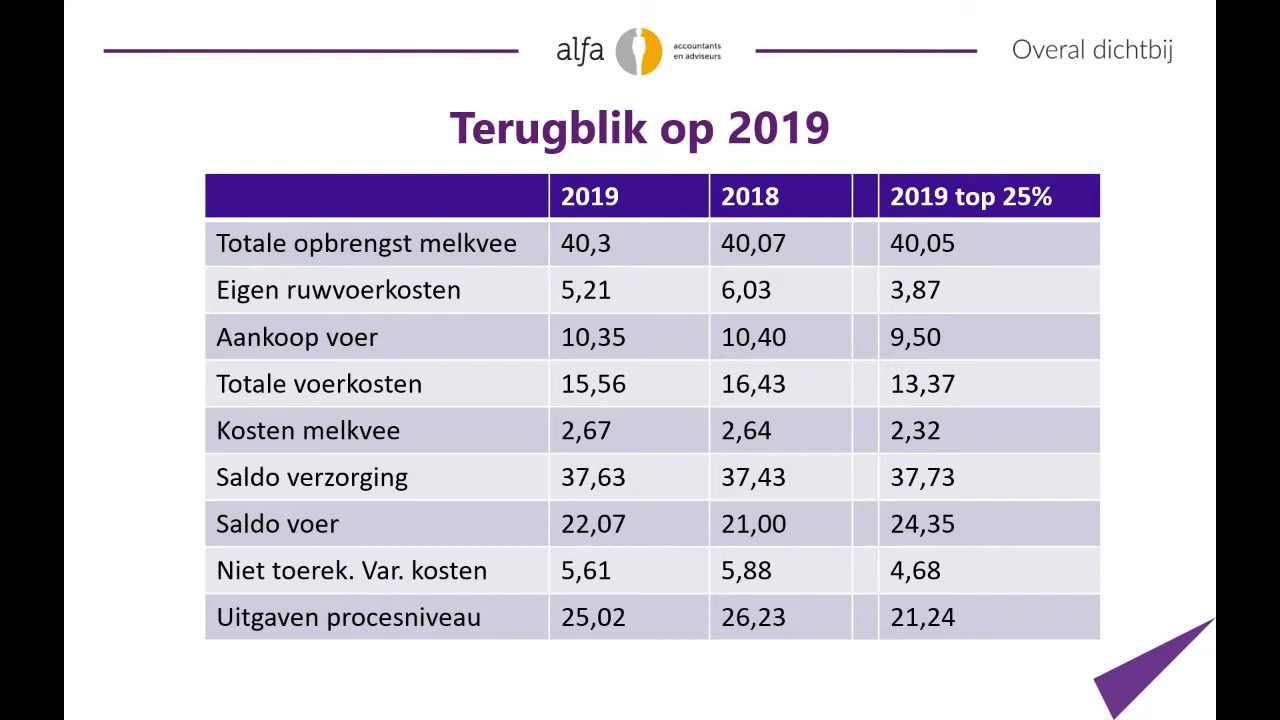 alfa accountants en adviseurs Overal dichtbij
Terugblik op 2019
2019 2018 2019 top 25%
Totale opbrengst melkvee 40,3 40,07 40,05
Eigen ruwvoerkosten 5,21 6,03 3,87
Aankoop voer 10,35 10,40 9,50
Totale voerkosten 15,56 16,43 13,37
Kosten melkvee 2,67 2,64 2,32
Saldo verzorging 37,63 37,43 37,73
Saldo voer 22,07 21,00 24,35
Niet toerek. Var. kosten 5,61 5,88 4,68
Uitgaven procesniveau 25,02 26,23 21,24